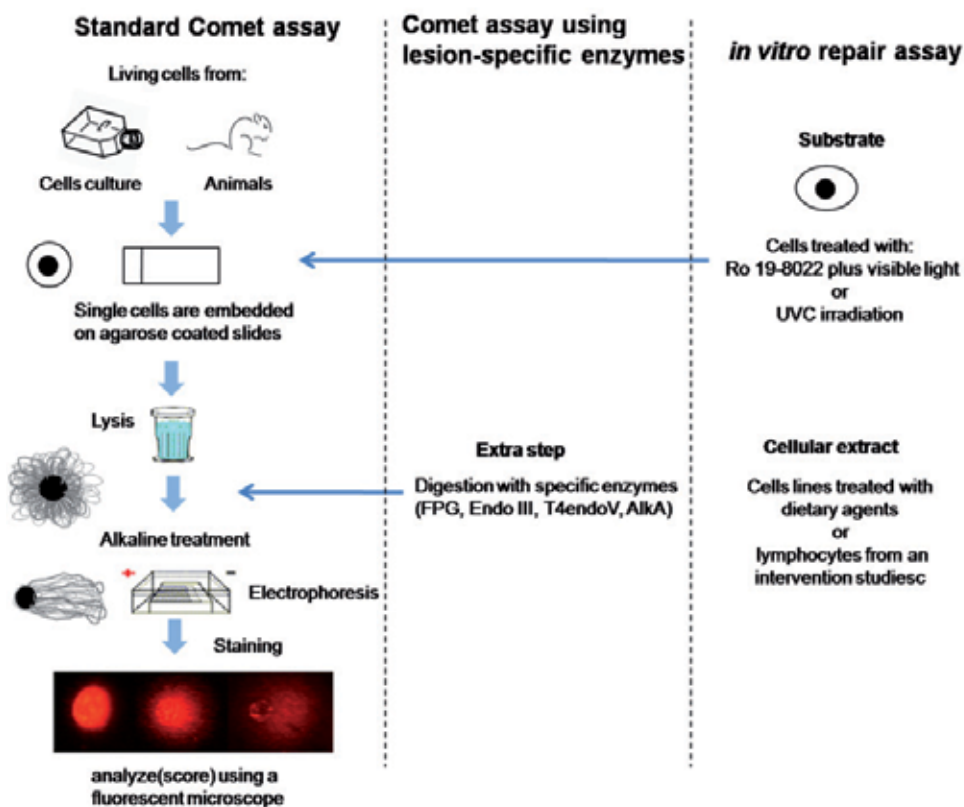 Standard Comet assay
Living cells from:
Cells culture
Animals
Single cells are embedded
on agarose coated slides
Lysis
Alkaline treatment
+
-
Electrophoresis
Staining
analyze(score) using a
fluorescent microscope
Comet assay using
lesion-specific enzymes
Extra step
Digestion with specific enzymes
(FPG, Endo III, T4endoV, AlkA)
in vitro repair assay
Substrate
Cells treated with:
Ro 19-8022 plus visible light
or
UVC irradiation
Cellular extract
Cells lines treated with
dietary agents
or
lymphocytes from an
intervention studiesc